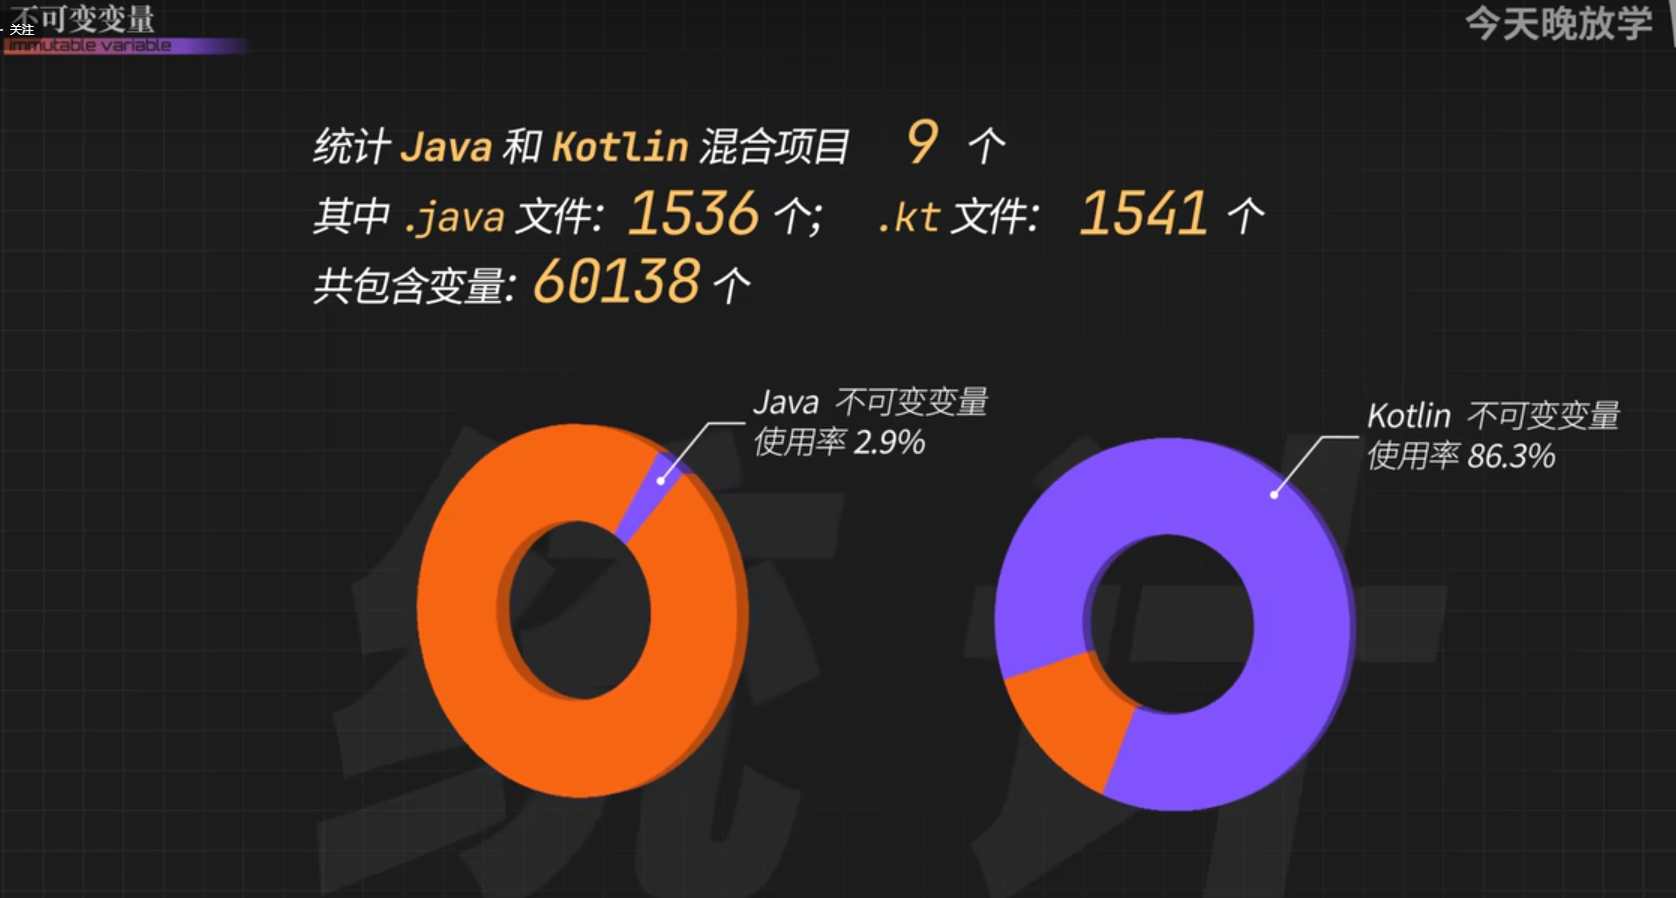 不可变变量
关注
immutable variable
今天晚放学
统计 Java 和 Kotlin 混合项目 9 个
其中 .java 文件： 1536 个； .kt 文件： 1541 个
共包含变量： 60138 个
Java 不可变变量
使用率 2.9%
Kotlin 不可变变量
使用率 86.3%
统计